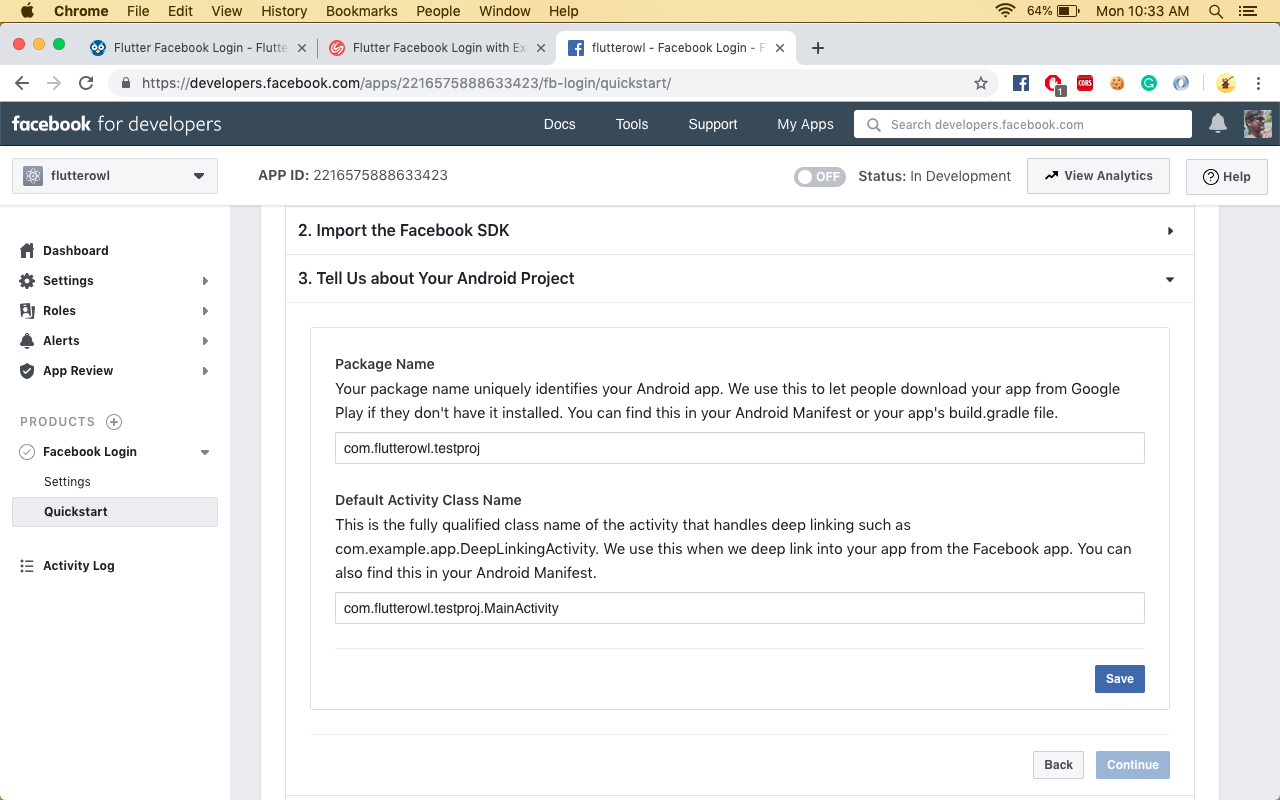 Chrome File Edit View History Bookmarks People Window Help 64% Mon 10:33 AM
Flutter Facebook Login - Flutte Flutter Facebook Login with Ex flutterowl - Facebook Login - F
https://developers.facebook.com/apps/2216575888633423/fb-login/quickstart/ 1 CORS
facebook for developers Docs Tools Support My Apps Search developers.facebook.com
flutterowl APP ID: 2216575888633423 OFF Status: In Development View Analytics Help
Dashboard
Settings
Roles
Alerts
App Review
PRODUCTS
Facebook Login
Settings
Quickstart
Activity Log
2. Import the Facebook SDK
3. Tell Us about Your Android Project
Package Name
Your package name uniquely identifies your Android app. We use this to let people download your app from Google
Play if they don't have it installed. You can find this in your Android Manifest or your app's build.gradle file.
com.flutterowl.testproj
Default Activity Class Name
This is the fully qualified class name of the activity that handles deep linking such as
com.example.app.DeepLinkingActivity. We use this when we deep link into your app from the Facebook app. You can
also find this in your Android Manifest.
com.flutterowl.testproj.MainActivity
Save
Back Continue